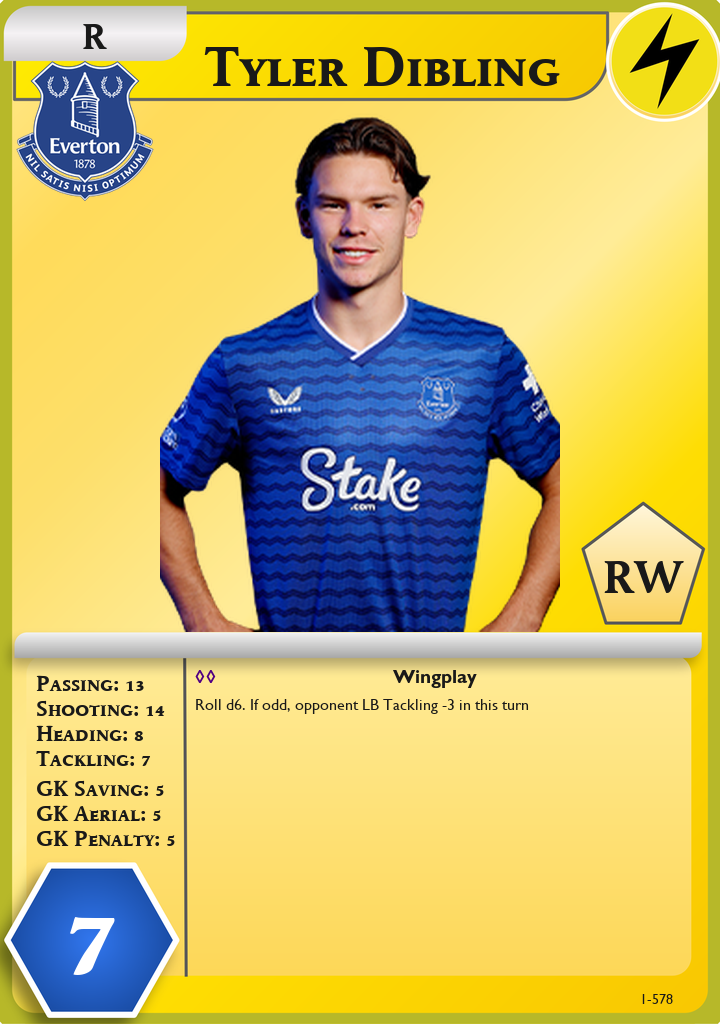 R
Tyler Dibling
Everton
1878
NIL SATIS NISI OPTIMUM
Stake
.com
RW
Passing: 13
Shooting: 14
Heading: 8
Tackling: 7
GK Saving: 5
GK Aerial: 5
GK Penalty: 5
◊◊ Wingplay
Roll d6. If odd, opponent LB Tackling -3 in this turn
7
1-578